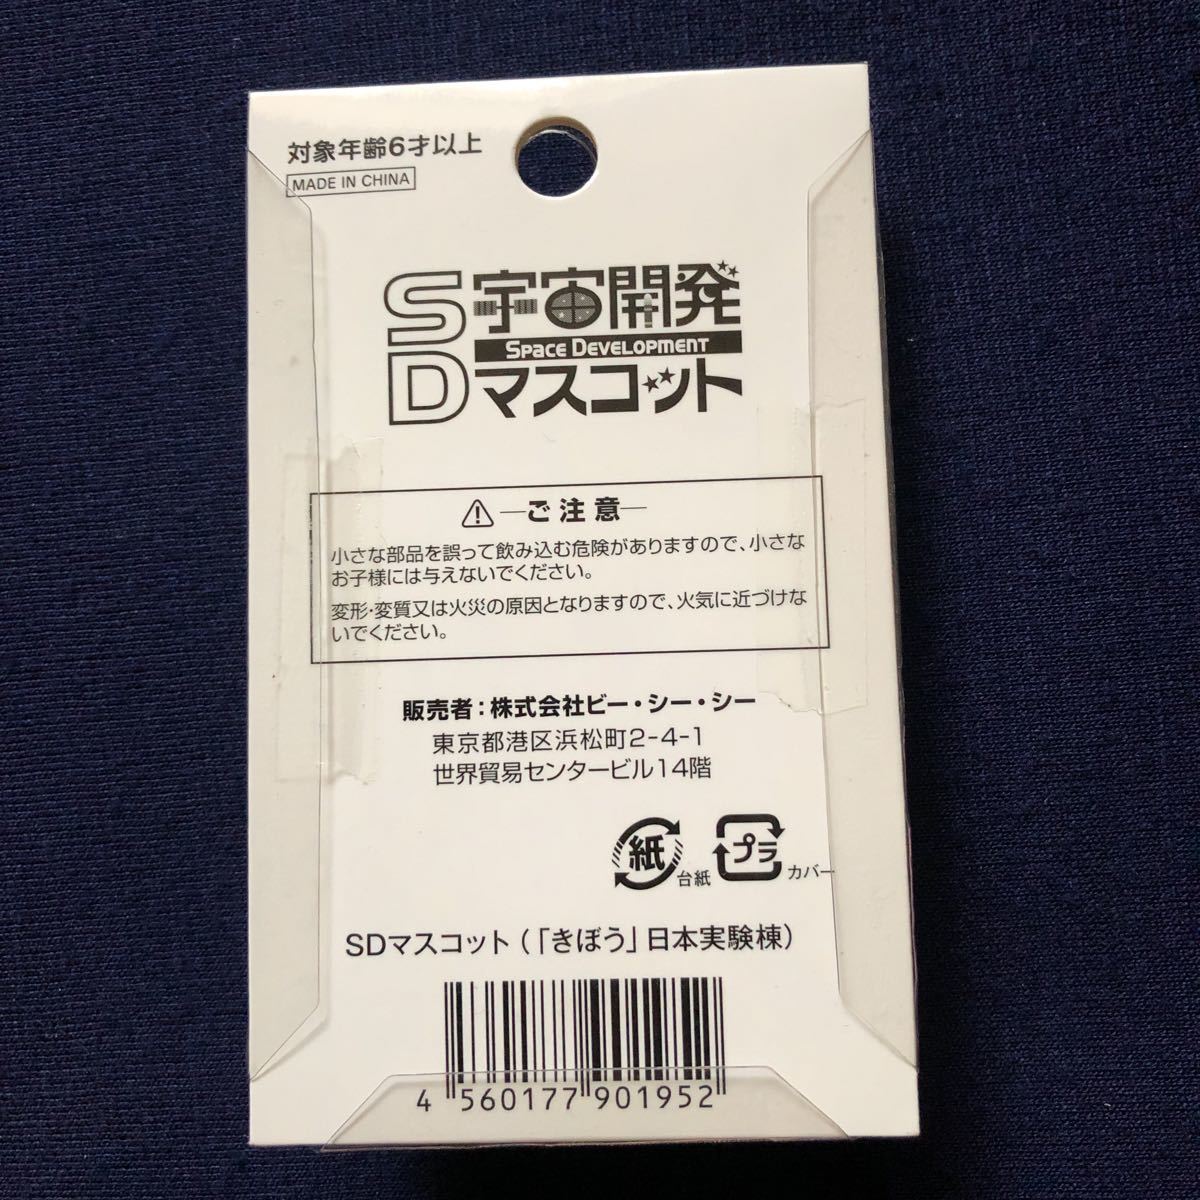 対象年齢6才以上
MADE IN CHINA
SD
宇宙開発
SPACE DEVELOPMENT
マスコット
ご注意
小さな部品を誤って飲み込む危険がありますので、小さな
お子様には与えないでください。
変形・変質又は火災の原因となりますので、火気に近づけな
いでください。
販売者：株式会社ビー・シー・シー
東京都港区浜松町2-4-1
世界貿易センタービル14階
紙 台紙 プラ カバー
SDマスコット（「きぼう」日本実験棟）
4 560177 901952